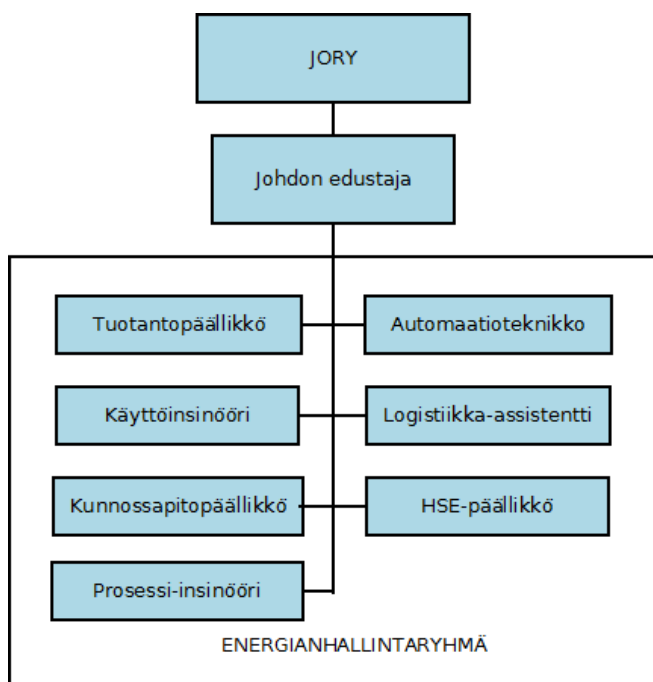 JORY
Johdon edustaja
Tuotantopäällikkö
Automaatioteknikko
Käyttöinsinööri
Logistiikka-assistentti
Kunnossapitopäällikkö
HSE-päällikkö
Prosessi-insinööri
ENERGIANHALLINTARYHMÄ